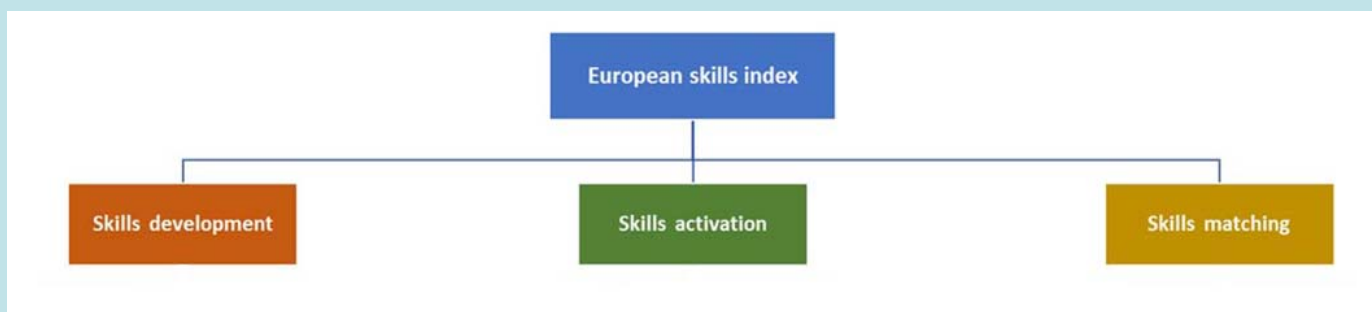 European skills index
Skills development
Skills activation
Skills matching